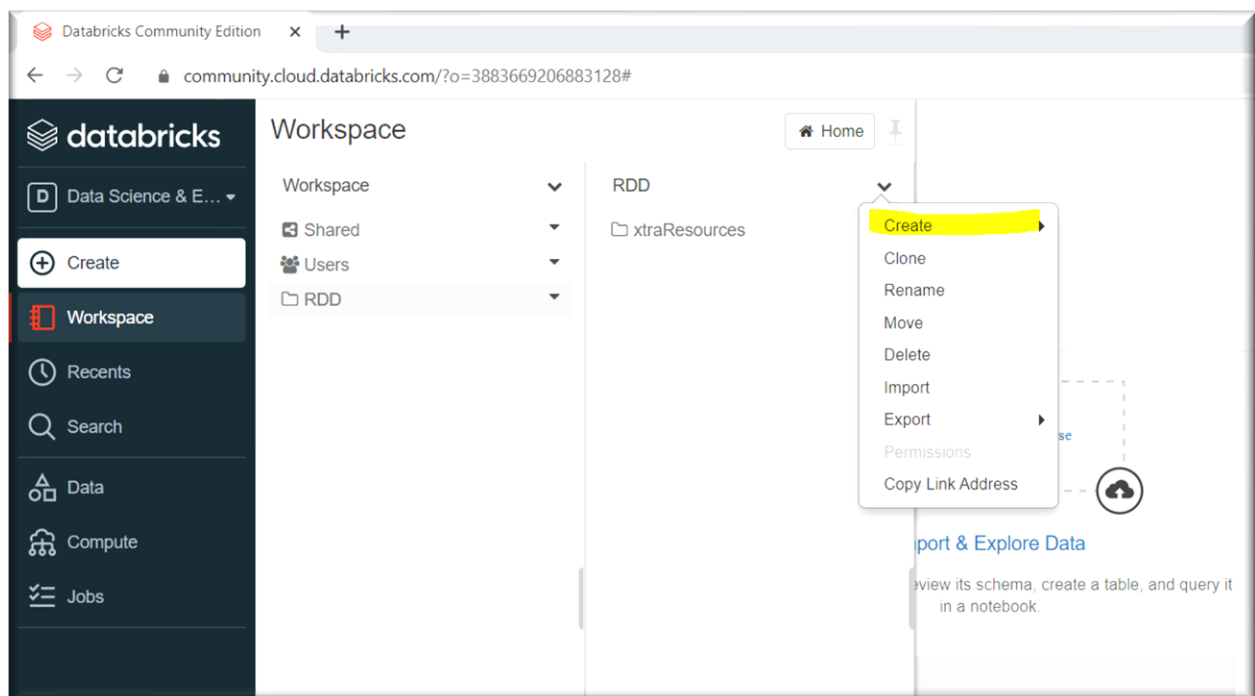 Databricks Community Edition
community.cloud.databricks.com/?o=3883669206883128#
databricks
D Data Science & E...
Create
Workspace
Recents
Search
Data
Compute
Jobs
Workspace
Home
Workspace
Shared
Users
RDD
RDD
xtraResources
Create
Clone
Rename
Move
Delete
Import
Export
Permissions
Copy Link Address
se
port & Explore Data
eview its schema, create a table, and query it
in a notebook.